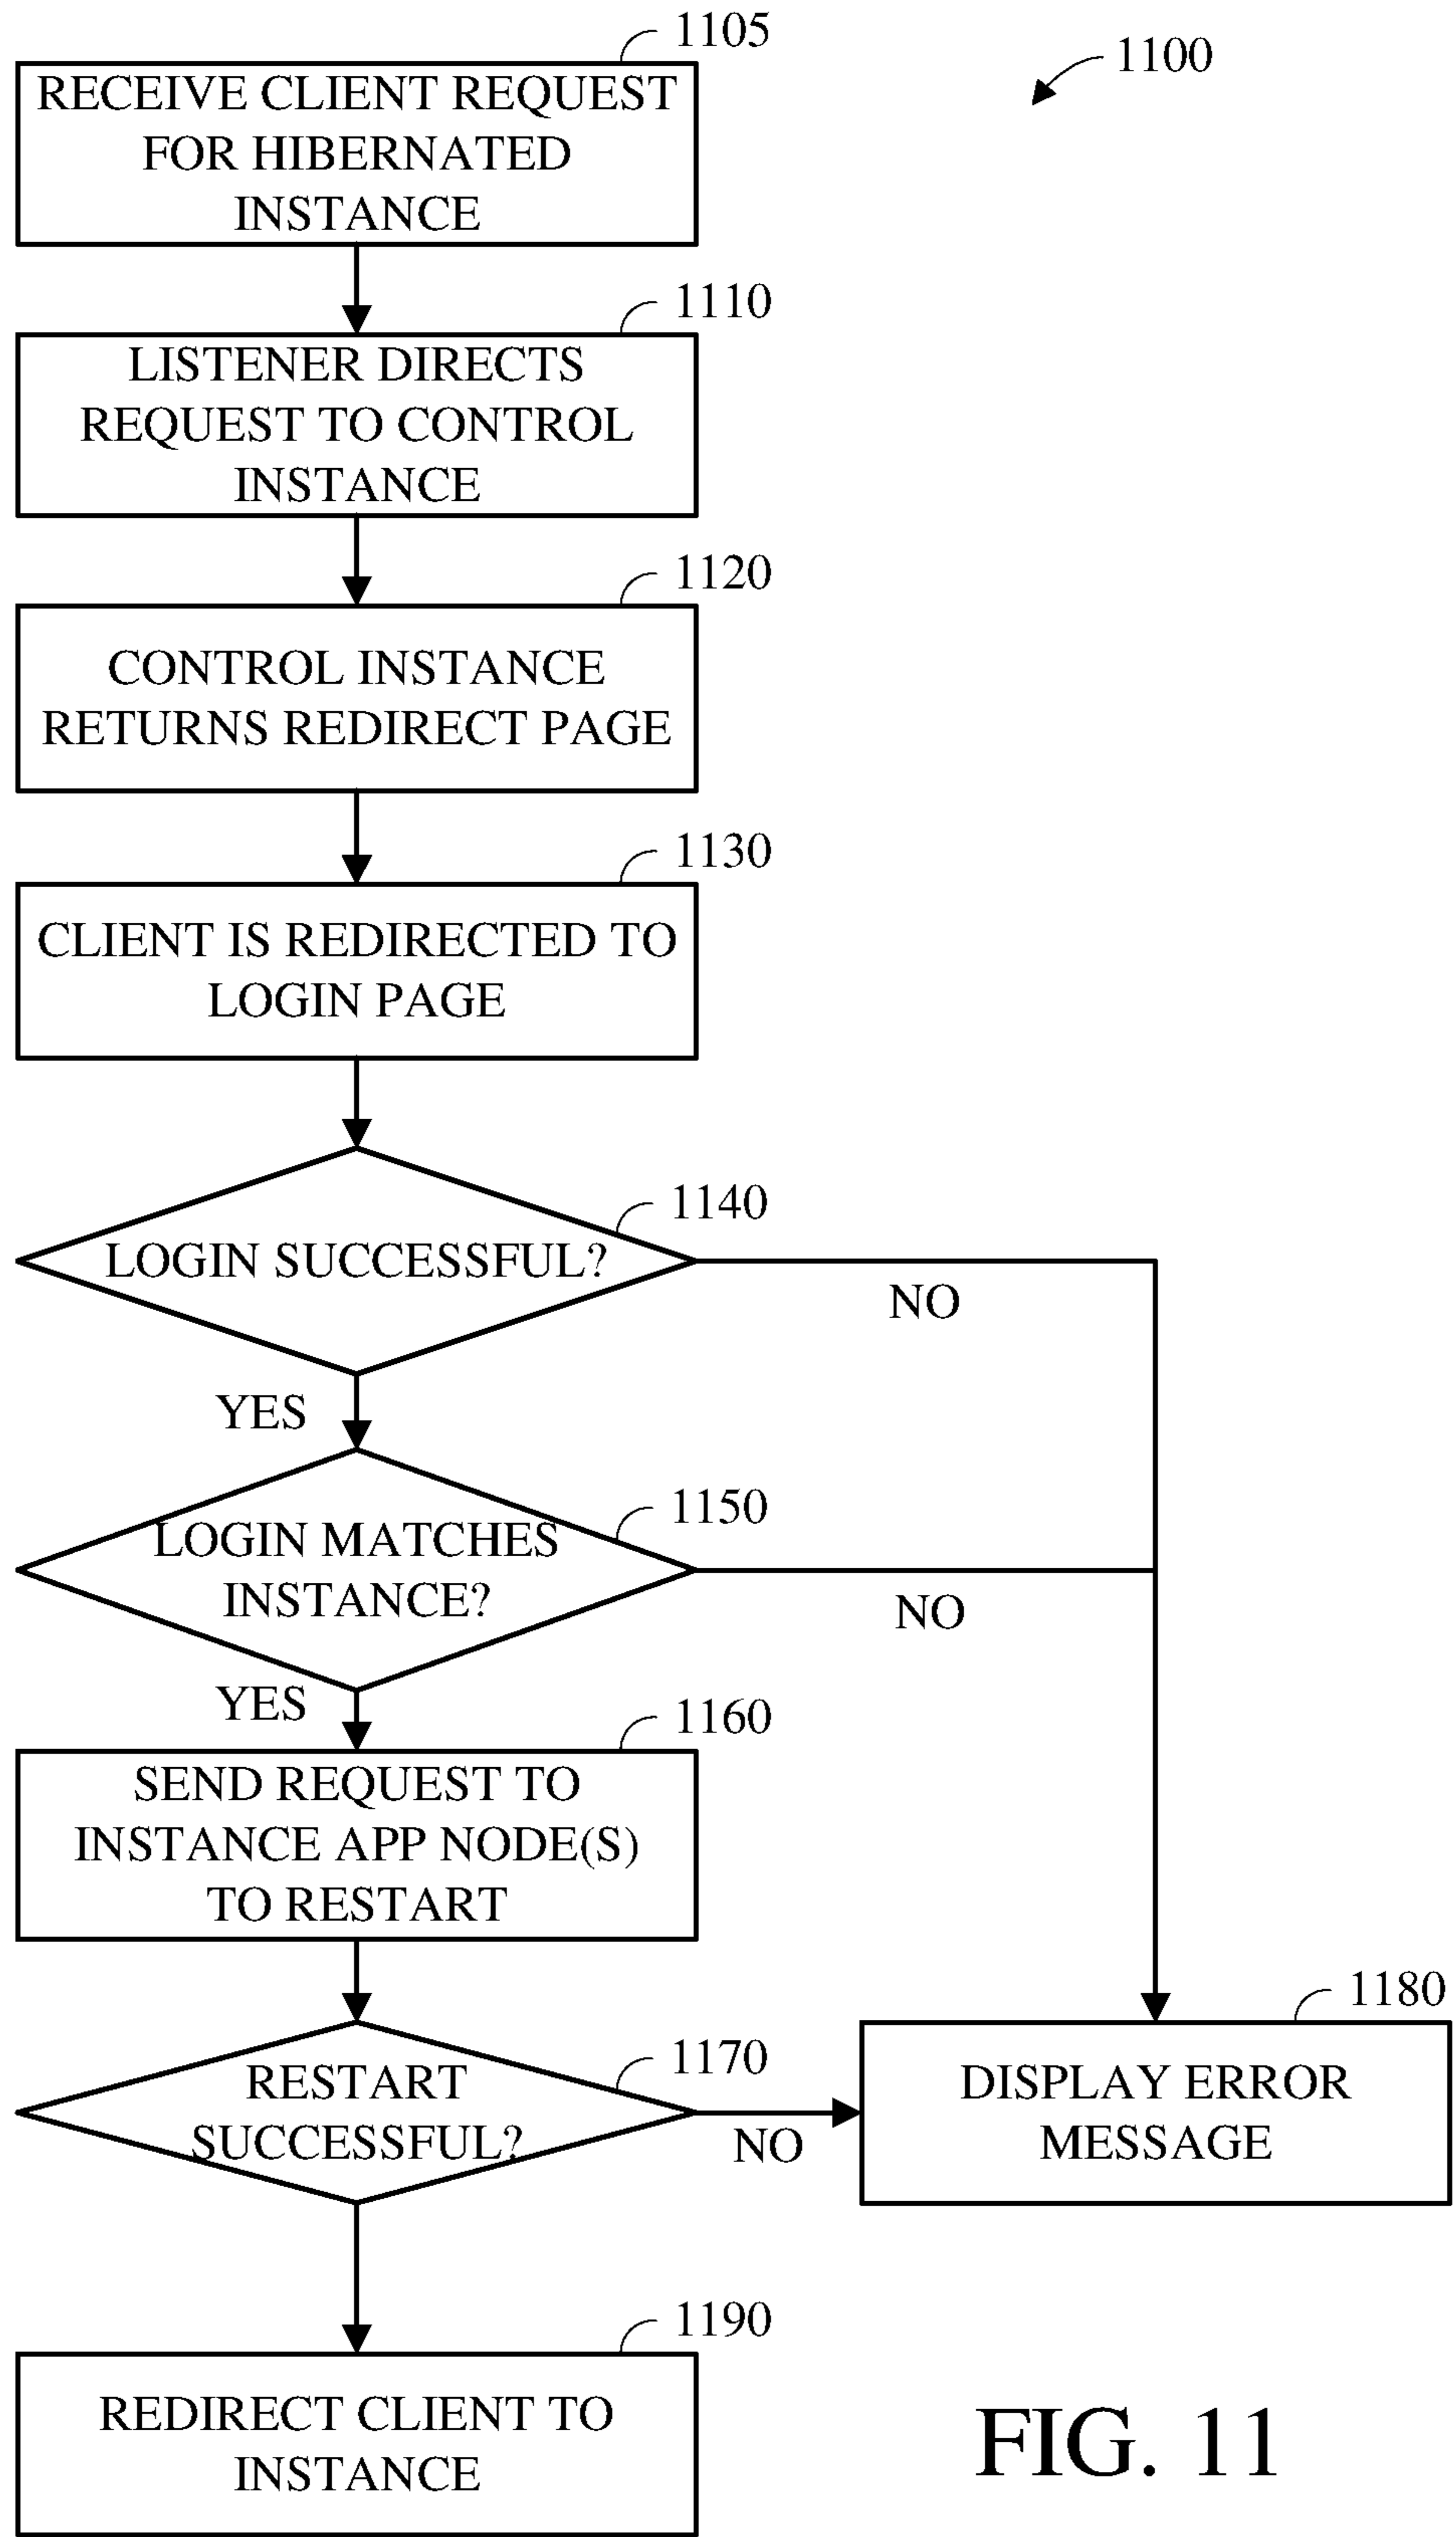 1105
1100
RECEIVE CLIENT REQUEST
FOR HIBERNATED
INSTANCE
1110
LISTENER DIRECTS
REQUEST TO CONTROL
INSTANCE
1120
CONTROL INSTANCE
RETURNS REDIRECT PAGE
1130
CLIENT IS REDIRECTED TO
LOGIN PAGE
1140
LOGIN SUCCESSFUL?
NO
YES
1150
LOGIN MATCHES
INSTANCE?
NO
YES
1160
SEND REQUEST TO
INSTANCE APP NODE(S)
TO RESTART
1170
RESTART
SUCCESSFUL?
NO
1180
DISPLAY ERROR
MESSAGE
1190
REDIRECT CLIENT TO
INSTANCE
FIG. 11